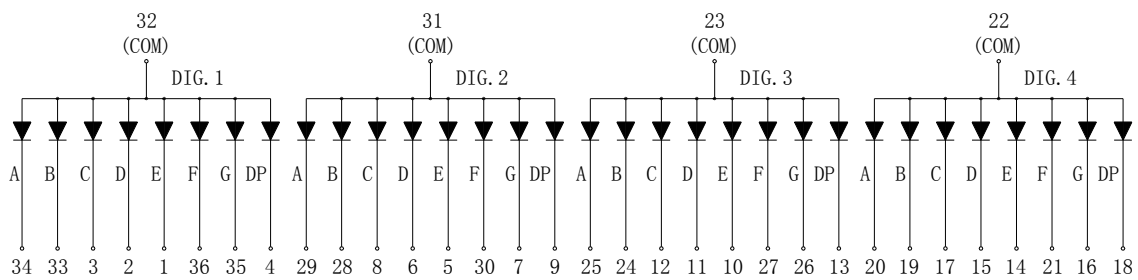 32 31 23 22
(COM) (COM) (COM) (COM)
DIG.1 DIG.2 DIG.3 DIG.4
A B C D E F G DP A B C D E F G DP A B C D E F G DP A B C D E F G DP
34 33 3 2 1 36 35 4 29 28 8 6 5 30 7 9 25 24 12 11 10 27 26 13 20 19 17 15 14 21 16 18